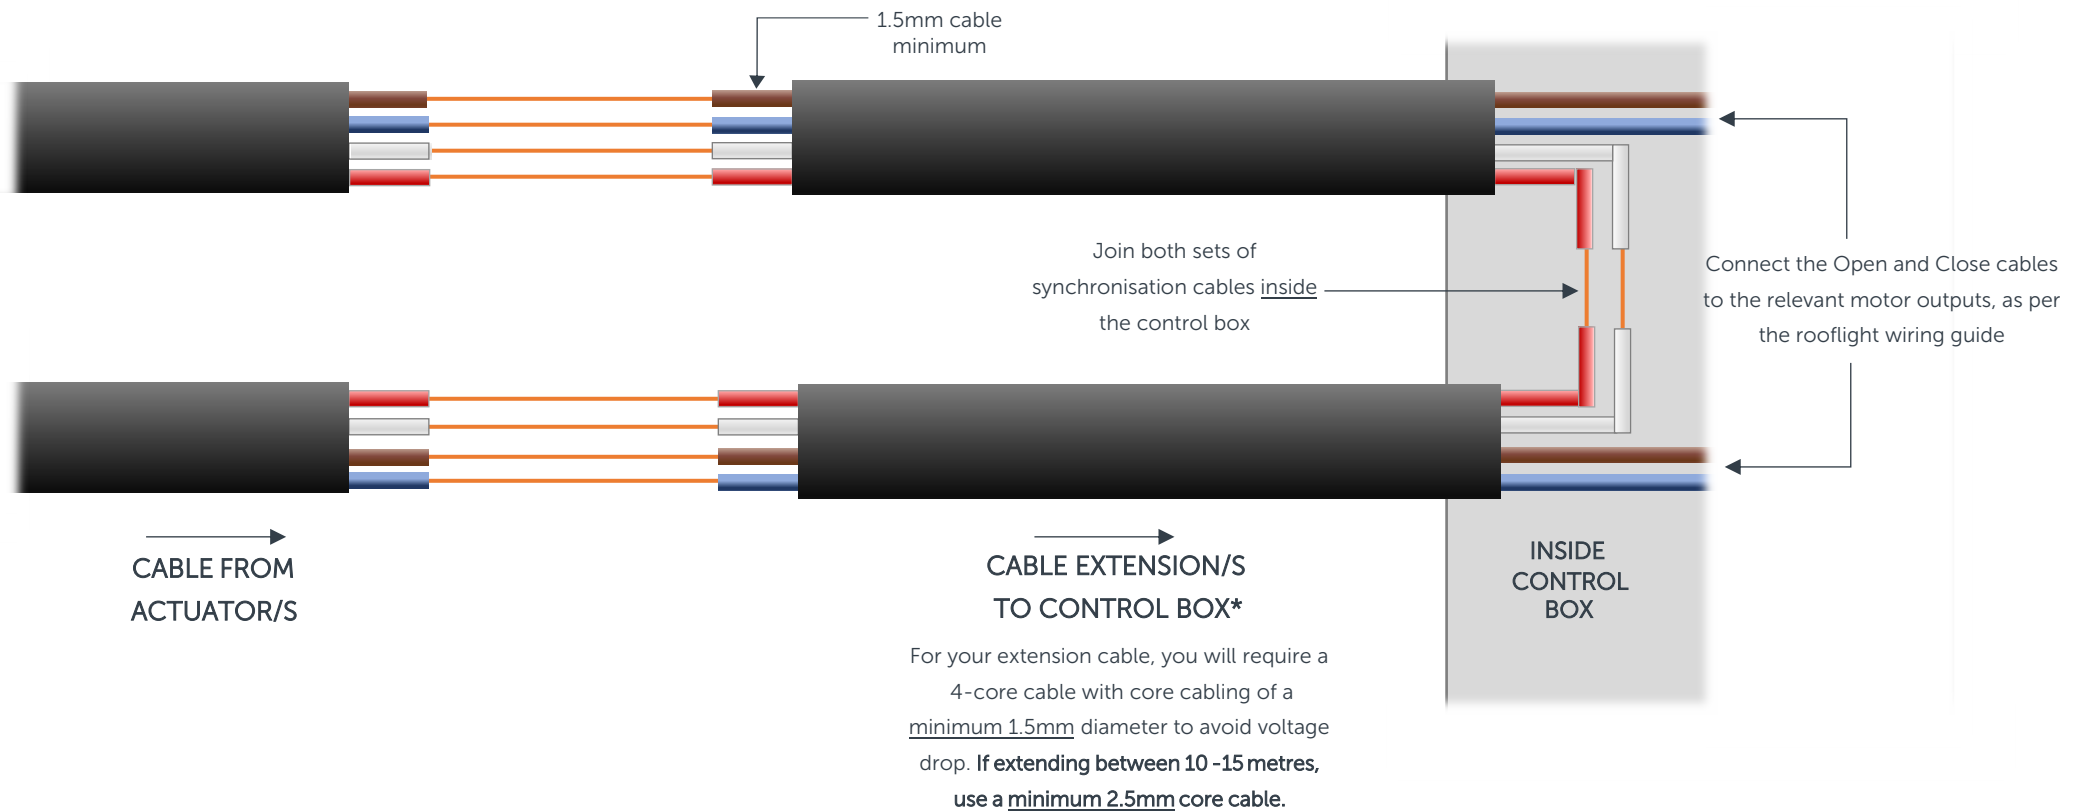 1.5mm cable
minimum
Join both sets of
synchronisation cables inside
the control box
Connect the Open and Close cables
to the relevant motor outputs, as per
the rooflight wiring guide
CABLE FROM
ACTUATOR/S
CABLE EXTENSION/S
TO CONTROL BOX*
For your extension cable, you will require a
4-core cable with core cabling of a
minimum 1.5mm diameter to avoid voltage
drop. If extending between 10 -15 metres,
use a minimum 2.5mm core cable.
INSIDE
CONTROL
BOX